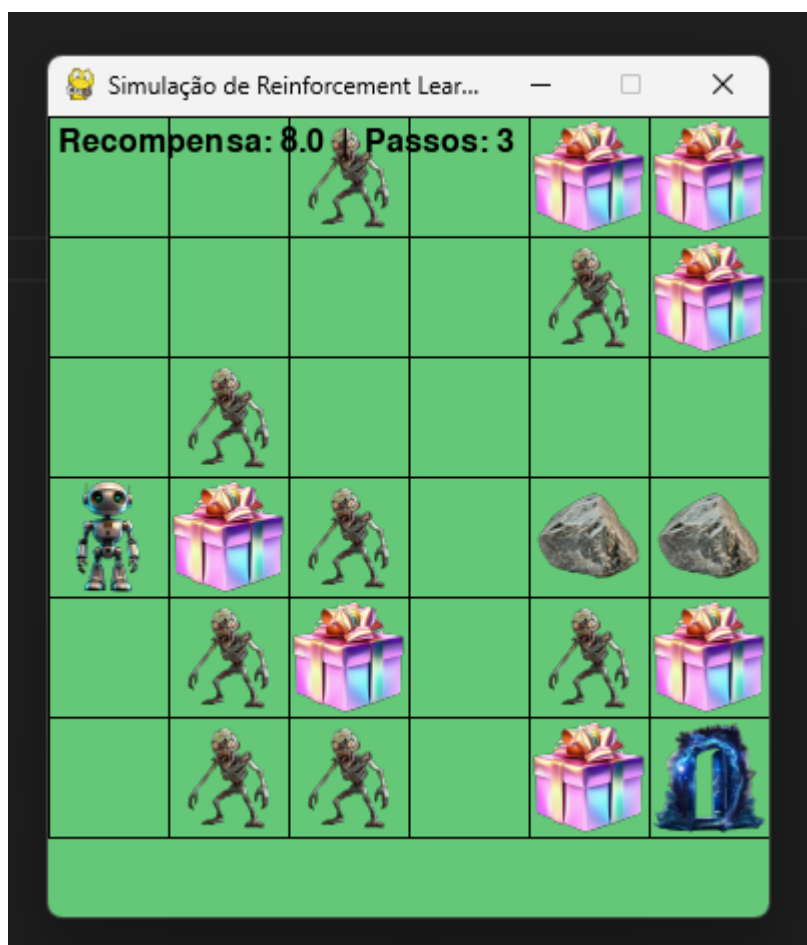 Simulação de Reinforcement Lear...
Recompensa: 8.0 | Passos: 3